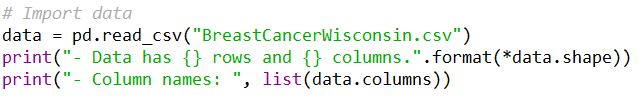 # Import data
data = pd.read_csv("BreastCancerWisconsin.csv")
print("- Data has {} rows and {} columns.".format(*data.shape))
print("- Column names: ", list(data.columns))